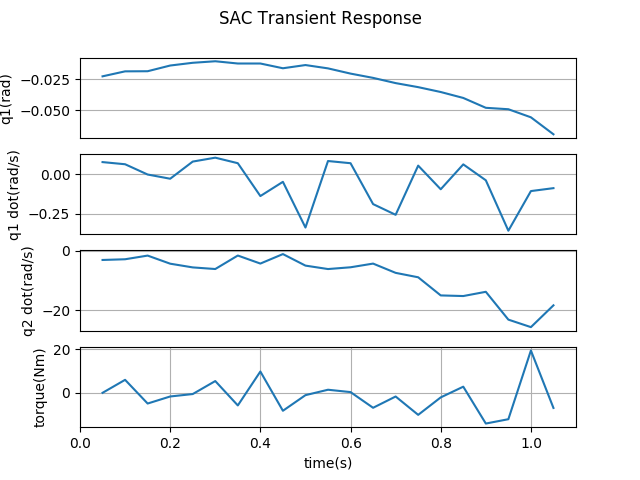 SAC Transient Response
q1(rad)
−0.025
−0.050
q1 dot(rad/s)
0.00
−0.25
q2 dot(rad/s)
0
−20
torque(Nm)
20
0
0.0 0.2 0.4 0.6 0.8 1.0
time(s)